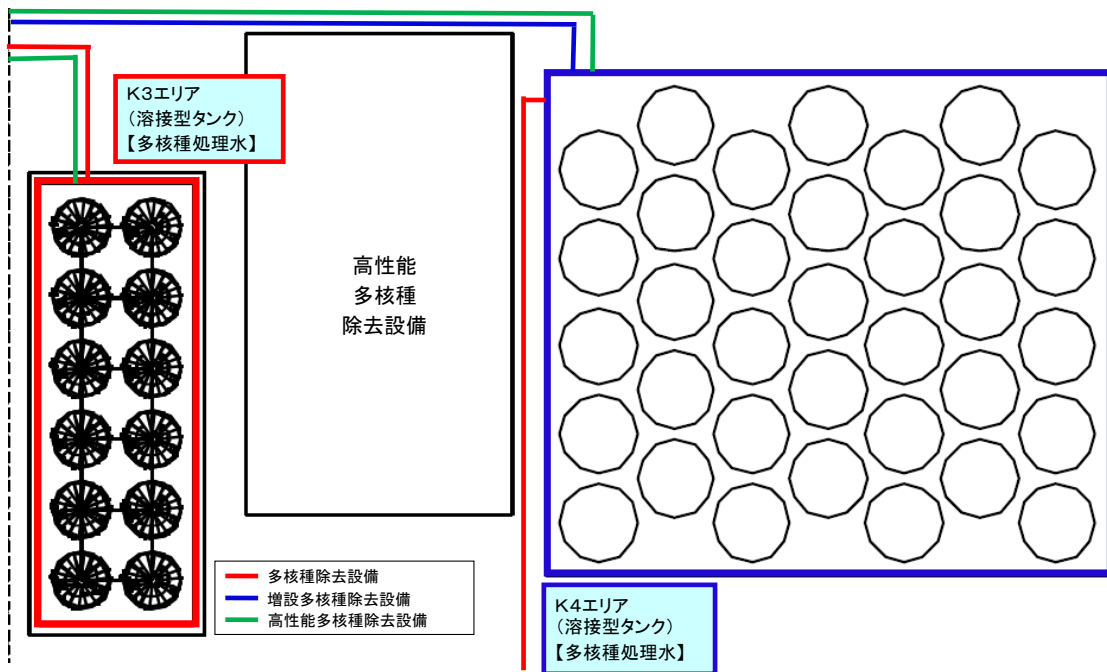 K3エリア
(溶接型タンク)
【多核種処理水】
高性能
多核種
除去設備
多核種除去設備
増設多核種除去設備
高性能多核種除去設備
K4エリア
(溶接型タンク)
【多核種処理水】